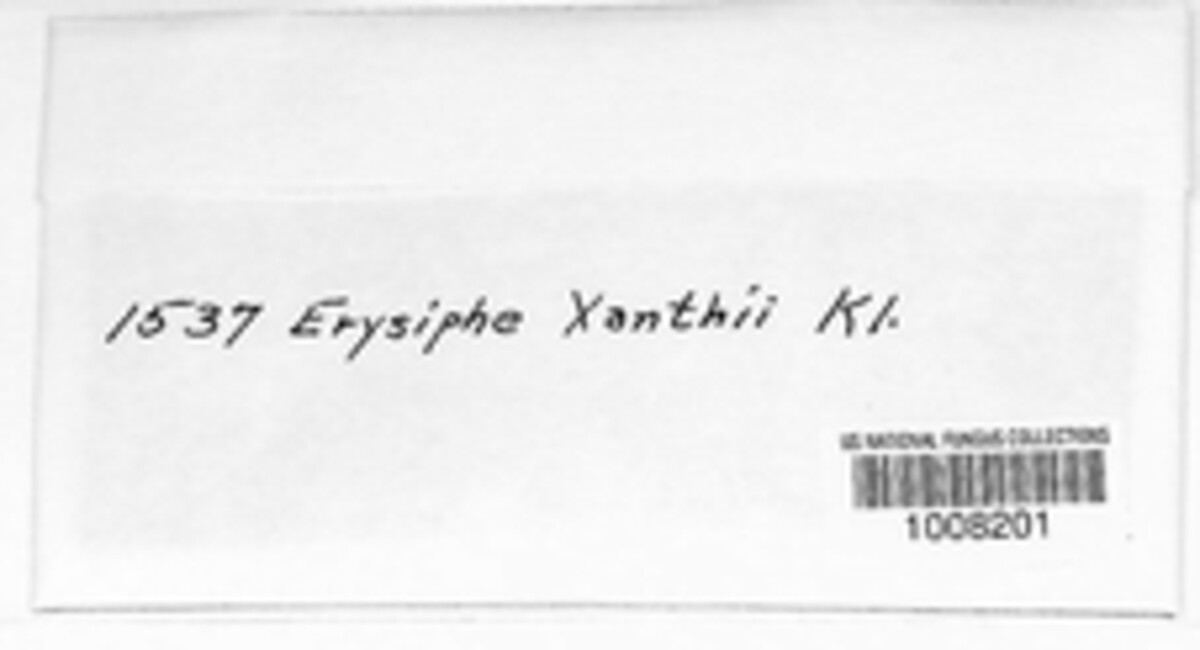 1537 Erysiphe Xanthii Kl.
US NATIONAL FUNGUS COLLECTIONS
1008201